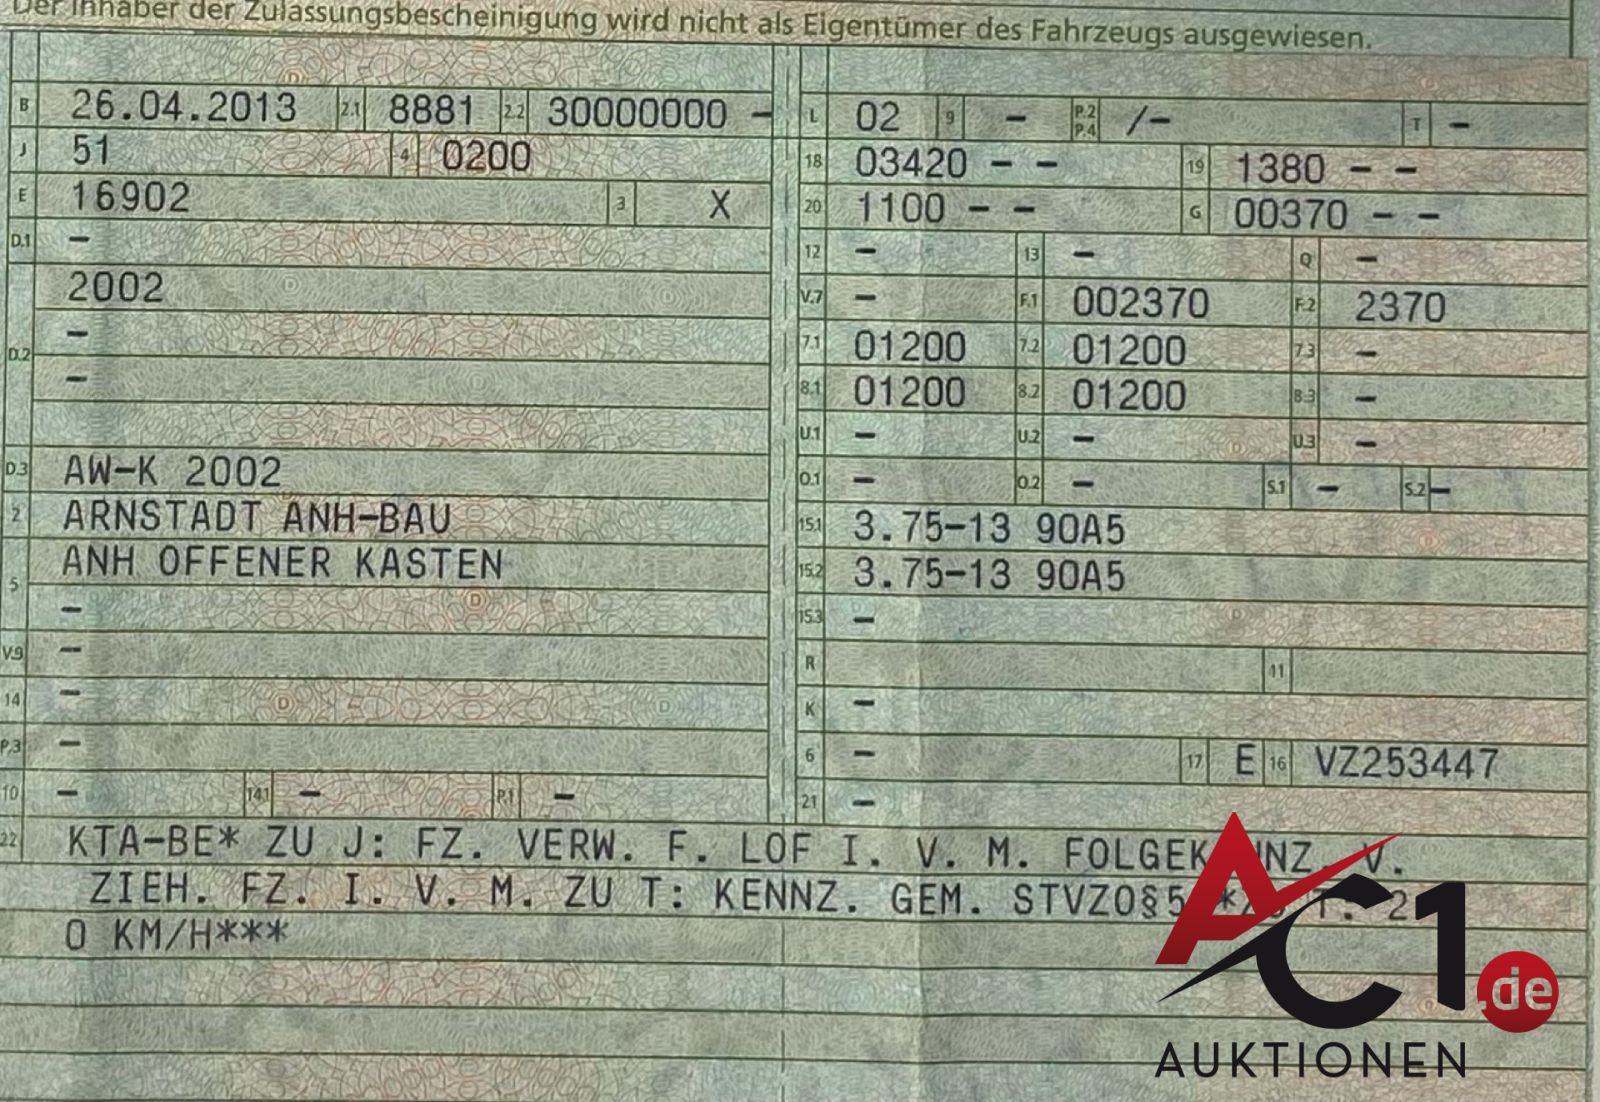 Der Inhaber der Zulassungsbescheinigung wird nicht als Eigentümer des Fahrzeugs ausgewiesen.
B 26.04.2013 2.1 8881 2.2 30000000 -
J 51 4 0200
E 16902 3 X
D.1 -
2002
-
D.2
-
D.3 AW-K 2002
2 ARNSTADT ANH-BAU
ANH OFFENER KASTEN
5
-
V.9 -
14 -
P.3 -
10 - 14.1 - P.1 -
L 02 9 - P.2 P.4 /- T -
18 03420 - - 19 1380 - -
20 1100 - - G 00370 - -
12 - 13 - Q -
V.7 - F.1 002370 F.2 2370
7.1 01200 7.2 01200 7.3 -
8.1 01200 8.2 01200 8.3 -
U.1 - U.2 - U.3 -
O.1 - O.2 - S.1 - S.2 -
15.1 3.75-13 90A5
15.2 3.75-13 90A5
15.3 -
R 11
K -
6 - 17 E 16 VZ253447
21 -
22 KTA-BE* ZU J: FZ. VERW. F. LOF I. V. M. V.
ZIEH. FZ. I. V. M. ZU T: KENNZ. GEM. STVZO§5 T: 2
0 KM/H***
AC1.de
AUKTIONEN